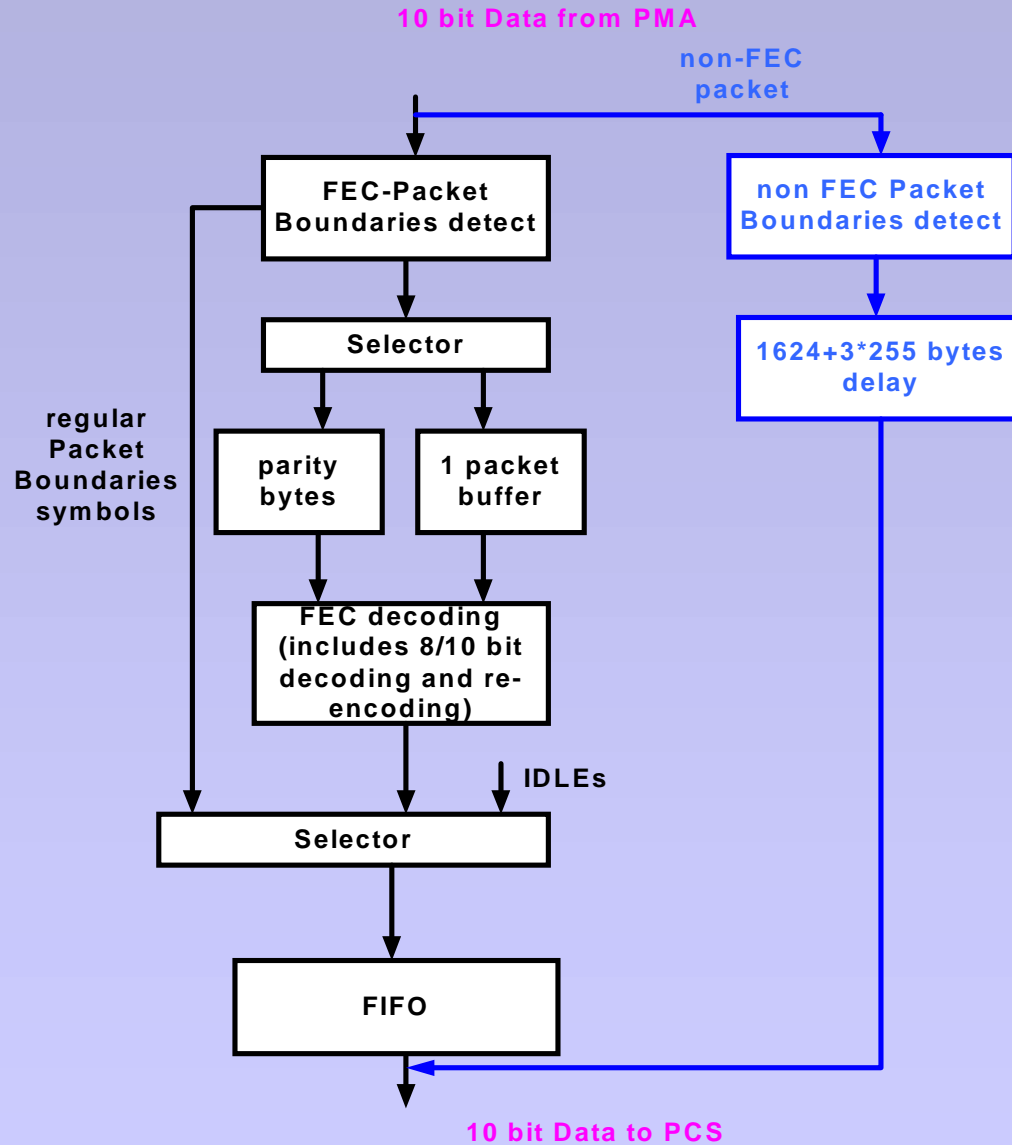 10 bit Data from PMA
non-FEC
packet
FEC-Packet
Boundaries detect
non FEC Packet
Boundaries detect
Selector
1624+3*255 bytes
delay
regular
Packet
Boundaries
symbols
parity
bytes
1 packet
buffer
FEC decoding
(includes 8/10 bit
decoding and re-
encoding)
IDLEs
Selector
FIFO
10 bit Data to PCS